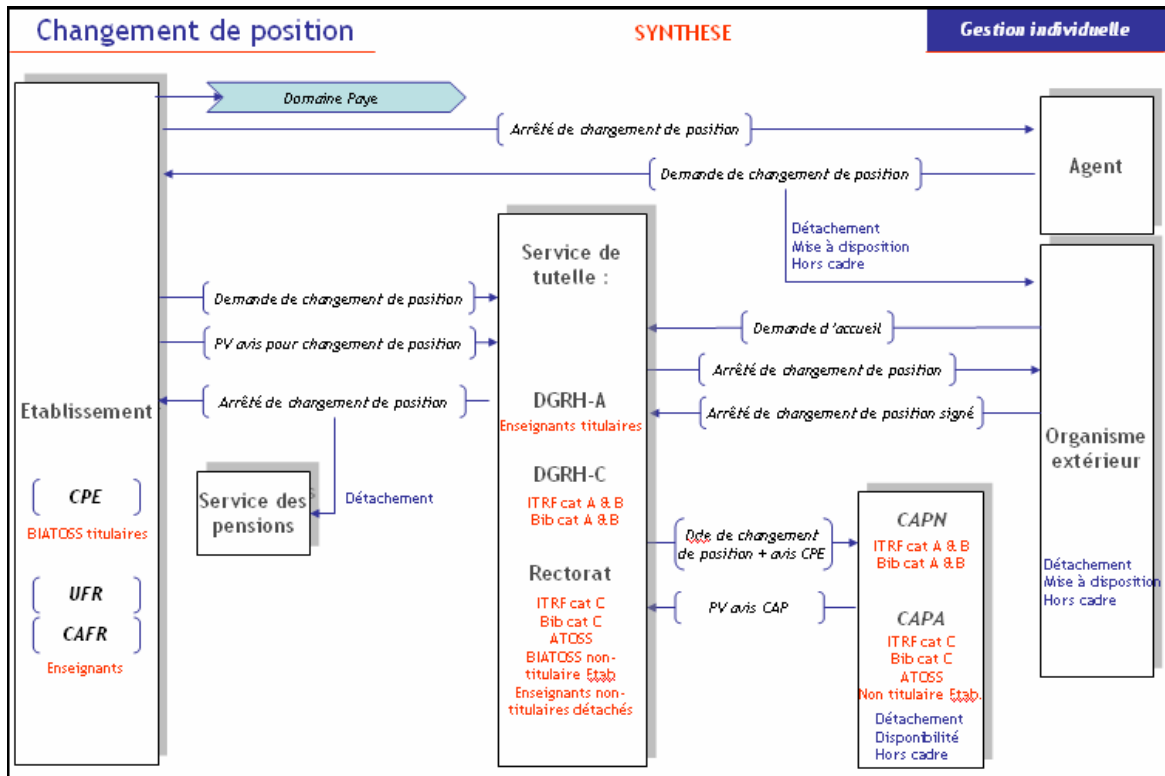 Changement de position
SYNTHESE
Gestion individuelle
Domaine Paye
Arrêté de changement de position
Demande de changement de position
Agent
Détachement
Mise à disposition
Hors cadre
Service de
tutelle :
Demande de changement de position
Demande d'accueil
PV avis pour changement de position
Arrêté de changement de position
Etablissement
Arrêté de changement de position
DGRH-A
Enseignants titulaires
Arrêté de changement de position signé
Organisme
extérieur
CPE
BIATOSS titulaires
Service des
pensions
Détachement
DGRH-C
ITRF cat A & B
Bib cat A & B
Dde de changement
de position + avis CPE
CAPN
ITRF cat A & B
Bib cat A & B
Détachement
Mise à disposition
Hors cadre
UFR
CAFR
Enseignants
Rectorat
ITRF cat C
Bib cat C
ATOSS
BIATOSS non-
titulaire Etab
Enseignants non-
titulaires détachés
PV avis CAP
CAPA
ITRF cat C
Bib cat C
ATOSS
Non titulaire Etab.
Détachement
Disponibilité
Hors cadre